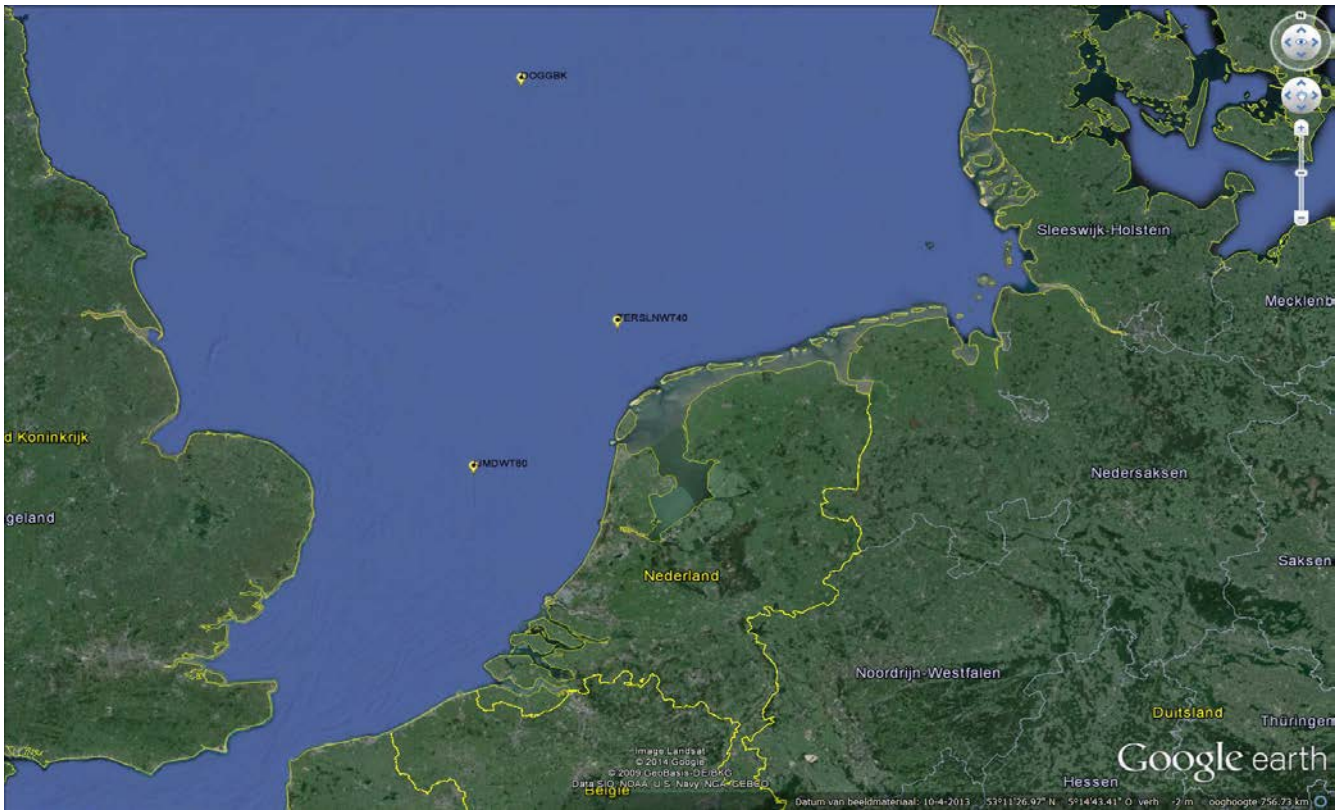 N
DOGGBK
Sleeswijk-Holstein
Mecklenb
TERSLNWT40
d Koninkrijk
IJMDWT80
Nedersaksen
geland
Saksen
Nederland
Noordrijn-Westfalen
Duitsland
Thüringen
Image Landsat
© 2014 Google
© 2009 GeoBasis-DE/BKG
Data SIO, NOAA, U.S. Navy, NGA, GEBCO
België
Hessen
Google earth
Datum van beeldmateriaal: 10-4-2013 53°11'26.97" N 5°14'43.41" O verh -2 m ooghoogte 756.73 km